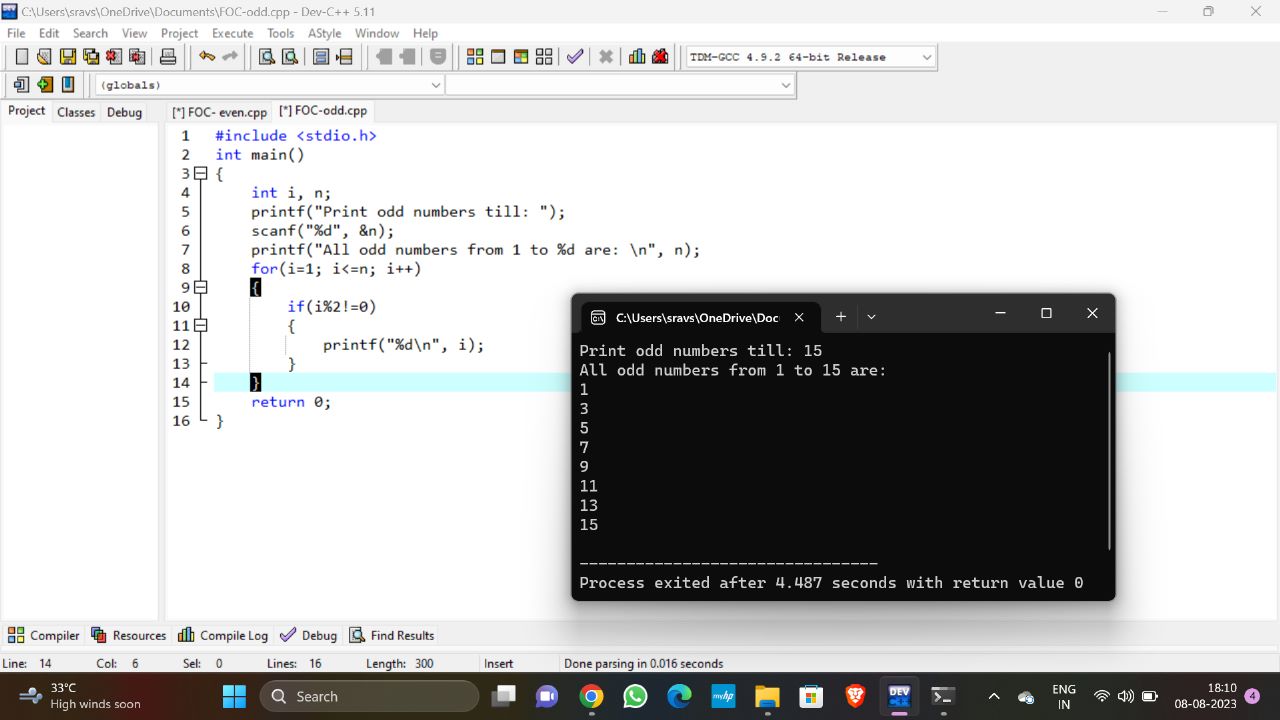 C:\Users\sravs\OneDrive\Documents\FOC-odd.cpp - Dev-C++ 5.11
File Edit Search View Project Execute Tools AStyle Window Help
TDM-GCC 4.9.2 64-bit Release
(globals)
Project Classes Debug [*] FOC- even.cpp [*] FOC-odd.cpp
1 #include <stdio.h>
2 int main()
3 {
4 int i, n;
5 printf("Print odd numbers till: ");
6 scanf("%d", &n);
7 printf("All odd numbers from 1 to %d are: \n", n);
8 for(i=1; i<=n; i++)
9 {
10 if(i%2!=0)
11 {
12 printf("%d\n", i);
13 }
14 }
15 return 0;
16 }
C:\Users\sravs\OneDrive\Doc
Print odd numbers till: 15
All odd numbers from 1 to 15 are:
1
3
5
7
9
11
13
15
--------------------------------
Process exited after 4.487 seconds with return value 0
Compiler Resources Compile Log Debug Find Results
Line: 14 Col: 6 Sel: 0 Lines: 16 Length: 300 Insert Done parsing in 0.016 seconds
33°C
High wind soon
Search
myhp
DEV
ENG
IN
18:10
08-08-2023
4